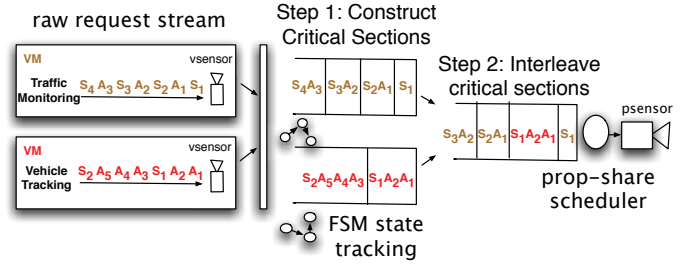 raw request stream
VM
vsensor
Traffic
Monitoring
S4 A3 S3 A2 S2 A1 S1
VM
vsensor
Vehicle
Tracking
S2 A5 A4 A3 S1 A2 A1
Step 1: Construct
Critical Sections
S4A3 S3A2 S2A1 S1
S2A5A4A3 S1A2A1
FSM state
tracking
Step 2: Interleave
critical sections
S3A2 S2A1 S1A2A1 S1
psensor
prop-share
scheduler